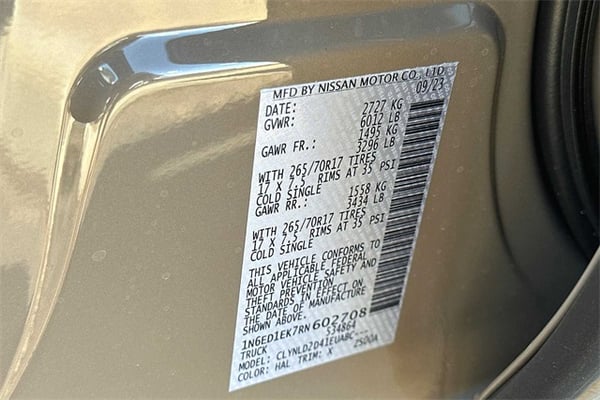 MFD BY NISSAN MOTOR CO., LTD
DATE: 09/23
GVWR: 2727 KG
6012 LB
GAWR FR.: 1495 KG
3296 LB
WITH 265/70R17 TIRES
17 X 7.5 RIMS AT 35 PSI
COLD SINGLE
GAWR RR.: 1558 KG
3434 LB
WITH 265/70R17 TIRES
17 X 7.5 RIMS AT 35 PSI
COLD SINGLE
THIS VEHICLE CONFORMS TO
ALL APPLICABLE FEDERAL
MOTOR VEHICLE SAFETY AND
THEFT PREVENTION
STANDARDS IN EFFECT ON
THE DATE OF MANUFACTURE
SHOWN ABOVE.
1N6ED1EK7RN602708
TRUCK 534864
MODEL: CLYNLD2D41EUABC---
COLOR: HAL TRIM: X